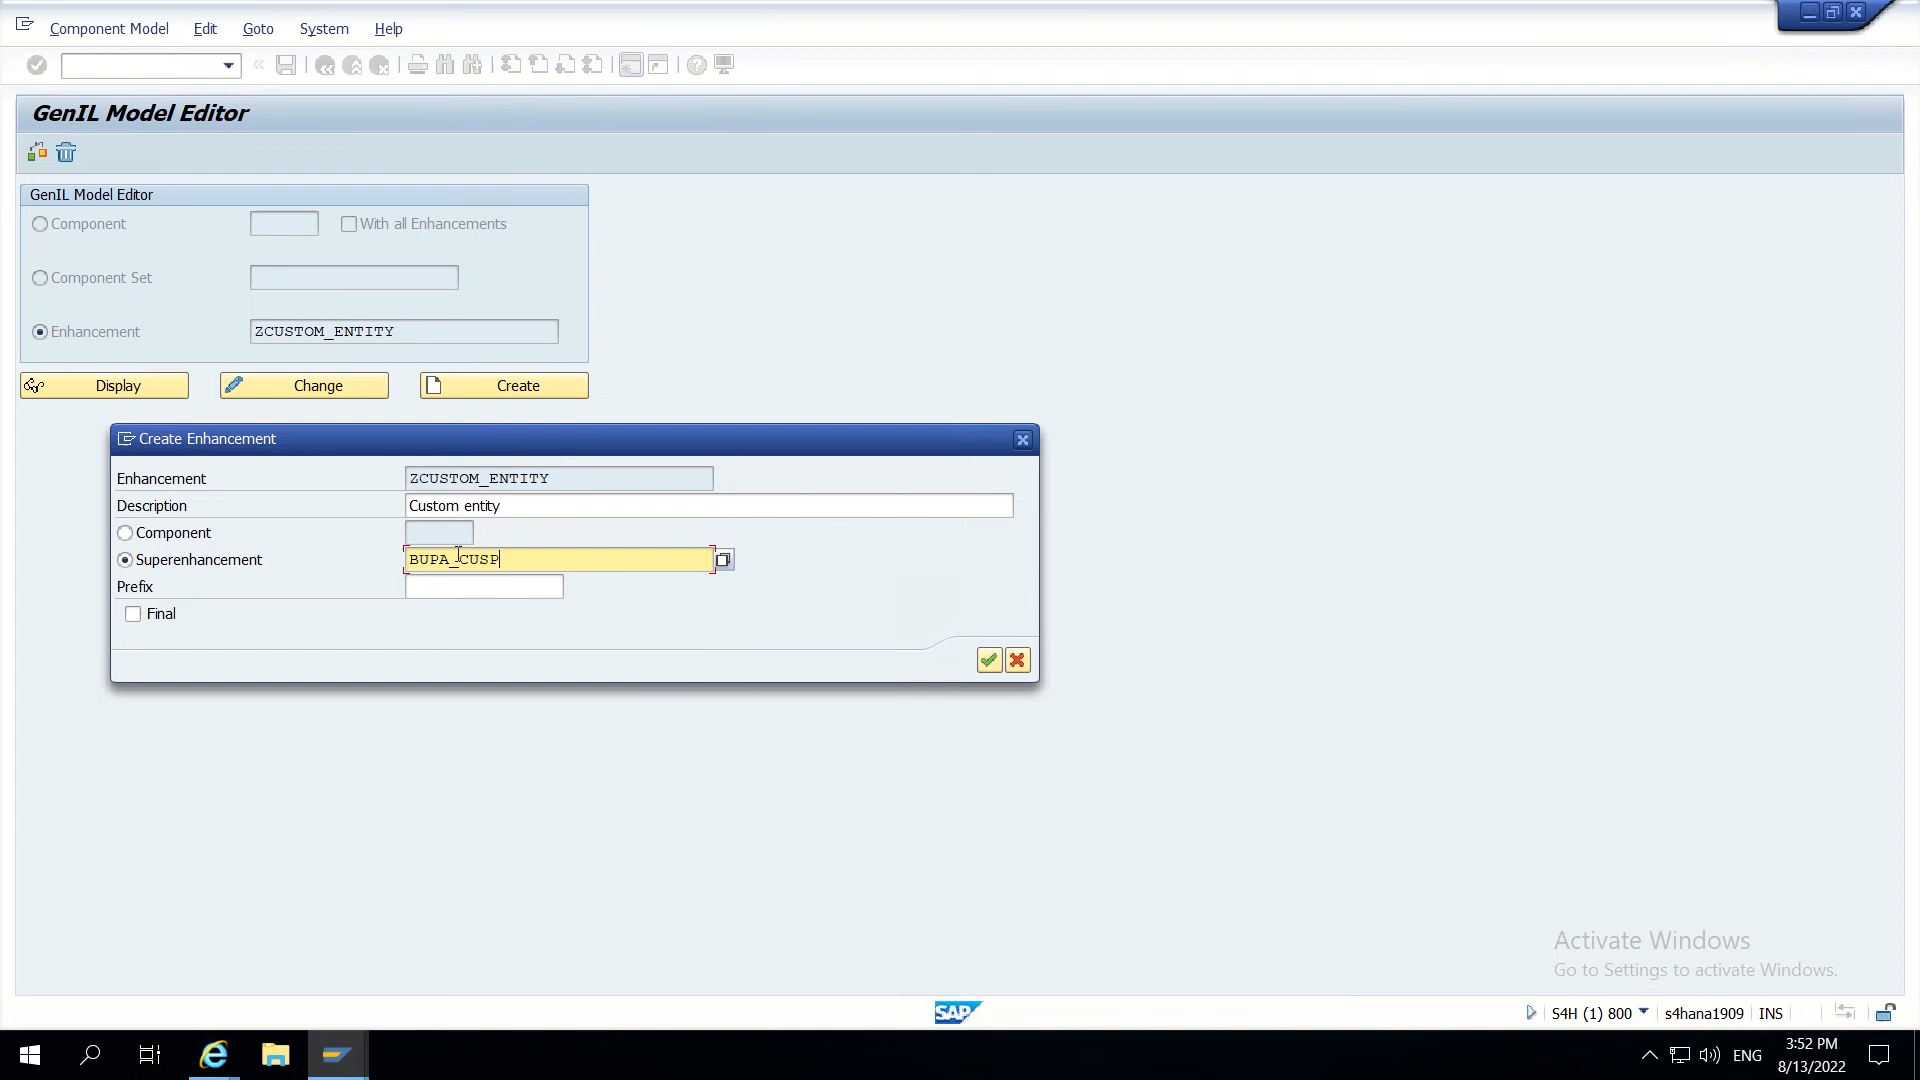 Component Model Edit Goto System Help
GenIL Model Editor
GenIL Model Editor
Component With all Enhancements
Component Set
Enhancement ZCUSTOM_ENTITY
Display Change Create
Create Enhancement
Enhancement ZCUSTOM_ENTITY
Description Custom entity
Component
Superenhancement BUPA_CUSP
Prefix
Final
Activate Windows
Go to Settings to activate Windows.
SAP S4H (1) 800 s4hana1909 INS
ENG 3:52 PM
8/13/2022